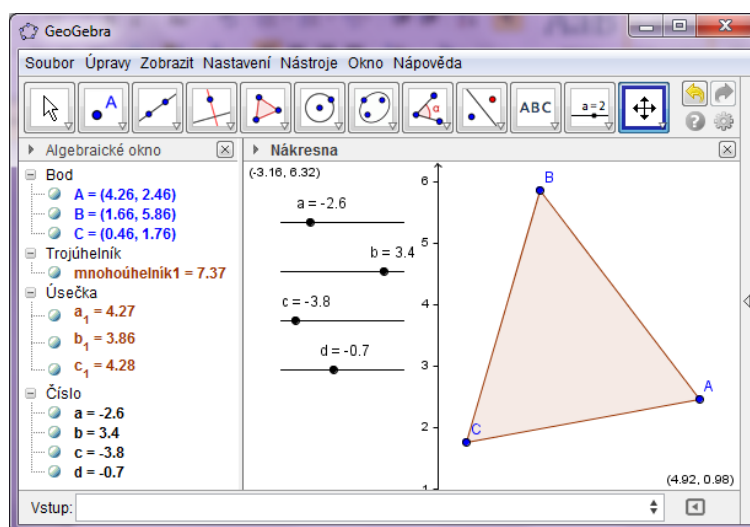 GeoGebra
Soubor Úpravy Zobrazit Nastavení Nástroje Okno Nápověda
A
α
ABC
a=2
Algebraické okno
Nákresna
Bod
A = (4.26, 2.46)
B = (1.66, 5.86)
C = (0.46, 1.76)
Trojúhelník
mnohoúhelník1 = 7.37
Úsečka
a1 = 4.27
b1 = 3.86
c1 = 4.28
Číslo
a = -2.6
b = 3.4
c = -3.8
d = -0.7
(-3.16, 6.32)
a = -2.6
b = 3.4
c = -3.8
d = -0.7
6
5
4
3
2
1
B
A
C
(4.92, 0.98)
Vstup: